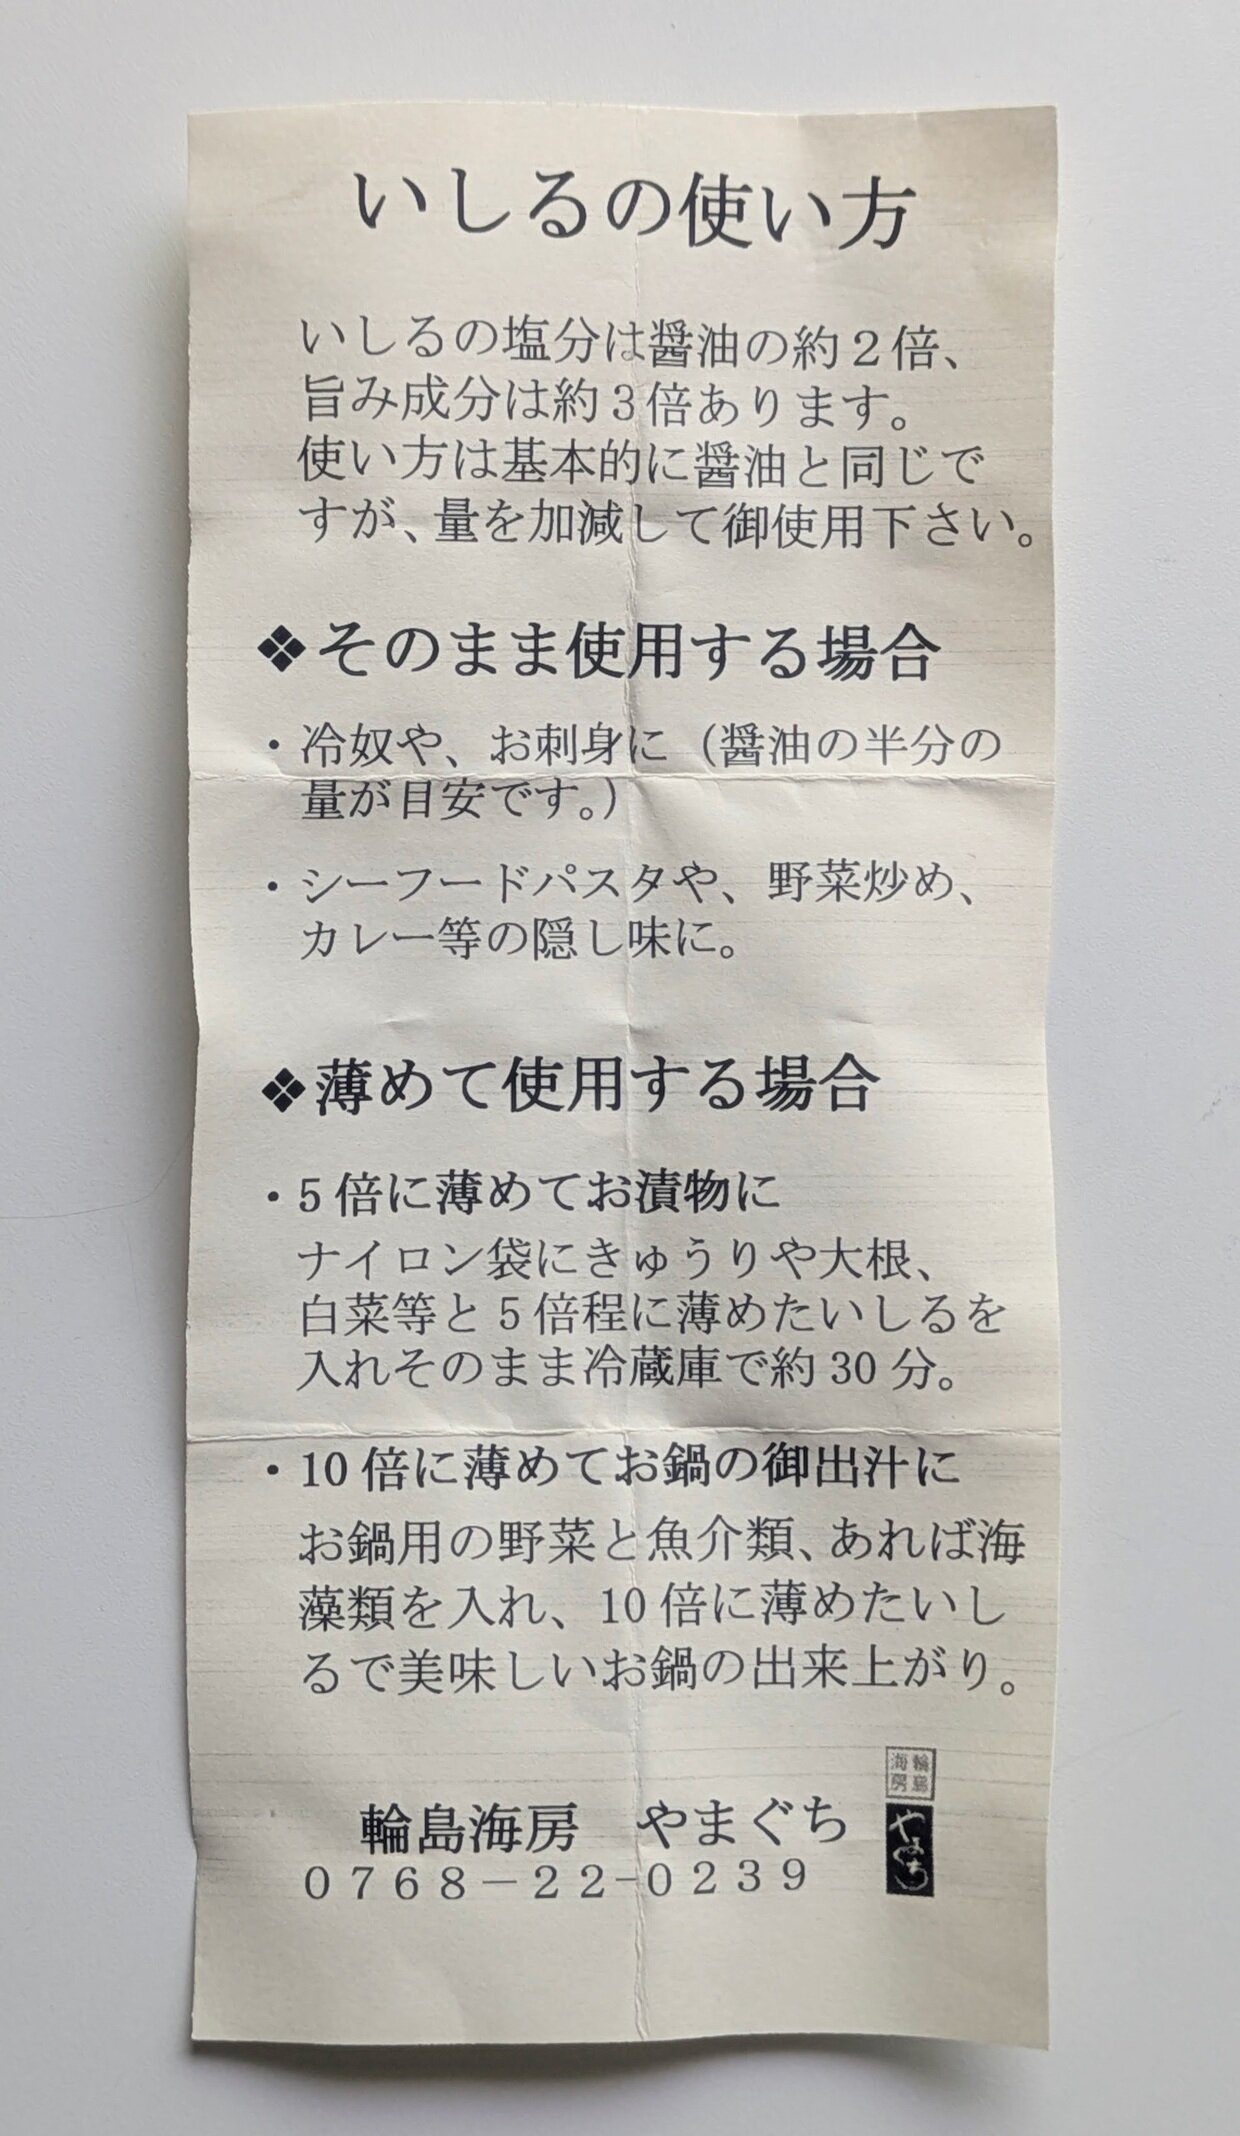 いしるの使い方
いしるの塩分は醤油の約２倍、
旨み成分は約３倍あります。
使い方は基本的に醤油と同じで
すが、量を加減して御使用下さい。
❖そのまま使用する場合
・冷奴や、お刺身に（醤油の半分の
量が目安です。）
・シーフードパスタや、野菜炒め、
カレー等の隠し味に。
❖薄めて使用する場合
・5 倍に薄めてお漬物に
ナイロン袋にきゅうりや大根、
白菜等と 5 倍程に薄めたいしるを
入れそのまま冷蔵庫で約 30 分。
・10 倍に薄めてお鍋の御出汁に
お鍋用の野菜と魚介類、あれば海
藻類を入れ、10 倍に薄めたいし
るで美味しいお鍋の出来上がり。
輪島海房　やまぐち
０７６８－２２-０２３９
輪島
海房
やまぐち